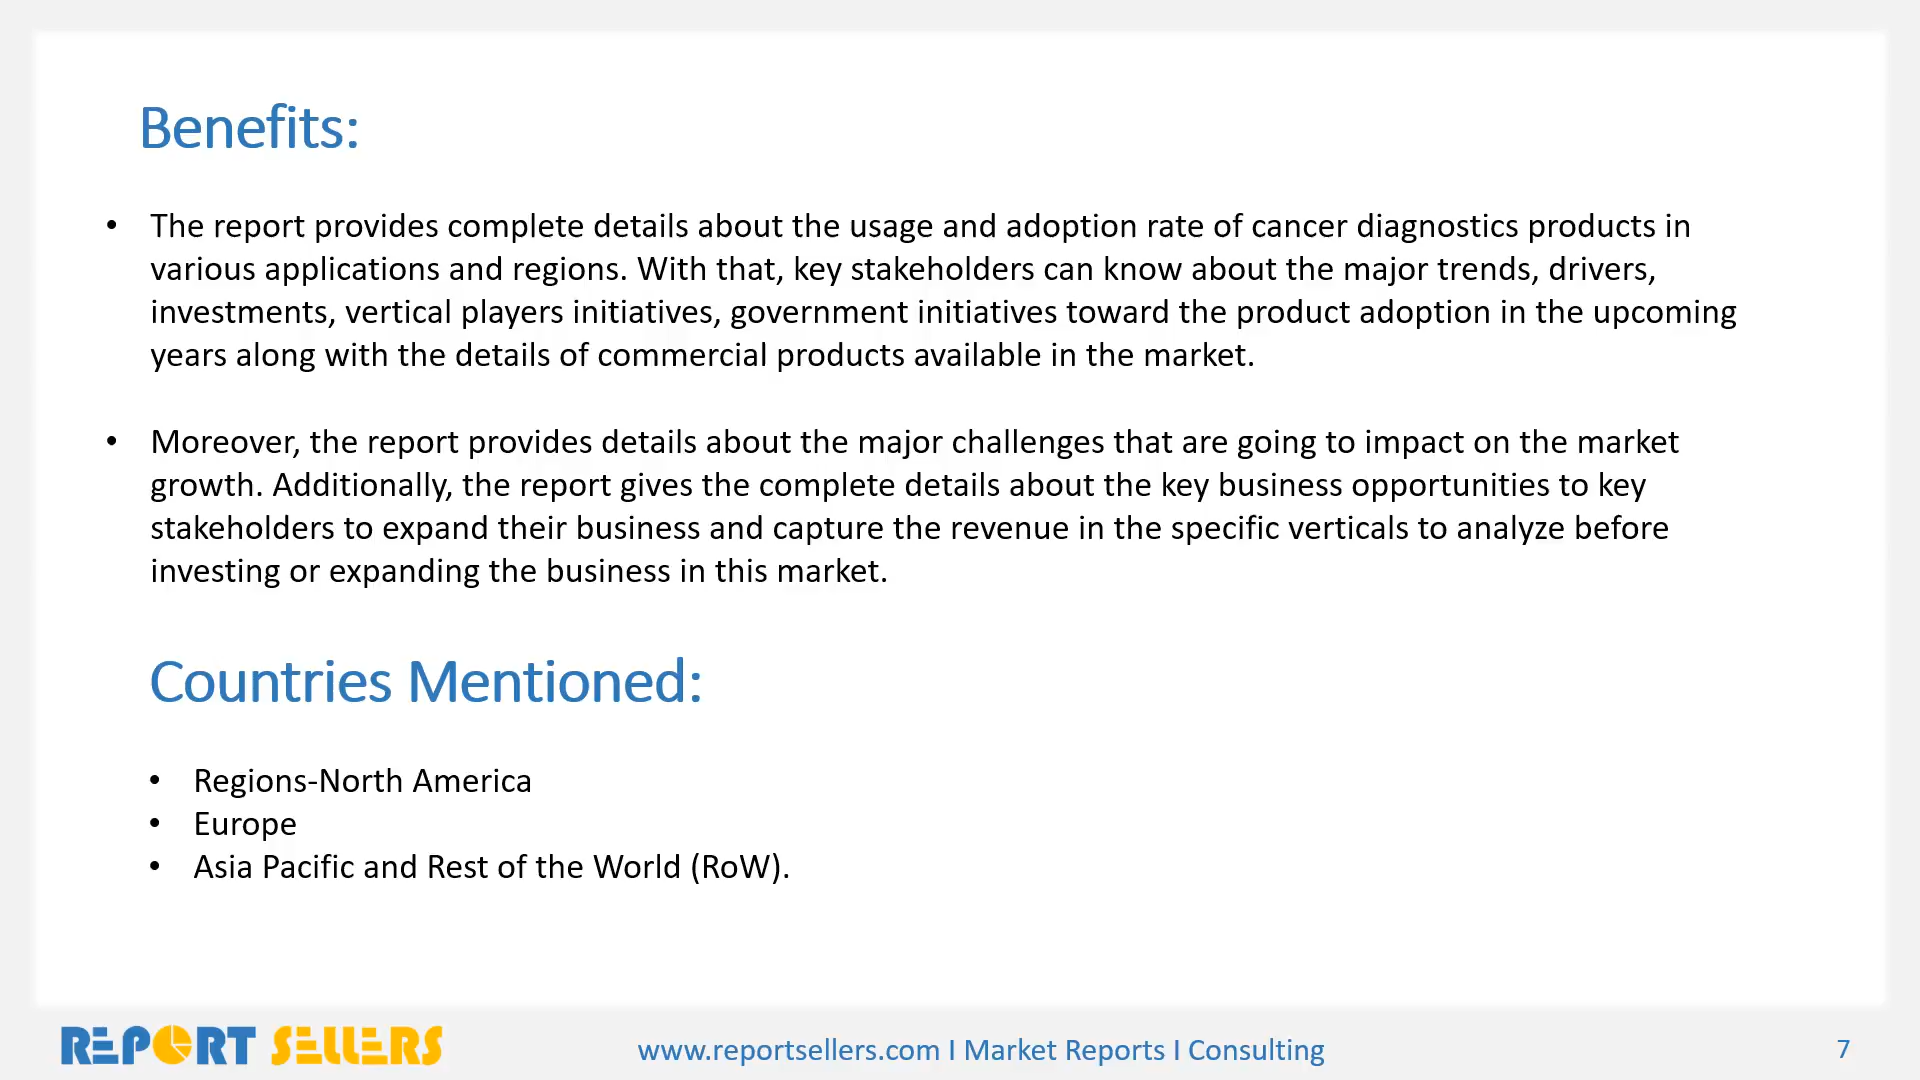 Benefits:
• The report provides complete details about the usage and adoption rate of cancer diagnostics products in
various applications and regions. With that, key stakeholders can know about the major trends, drivers,
investments, vertical players initiatives, government initiatives toward the product adoption in the upcoming
years along with the details of commercial products available in the market.
• Moreover, the report provides details about the major challenges that are going to impact on the market
growth. Additionally, the report gives the complete details about the key business opportunities to key
stakeholders to expand their business and capture the revenue in the specific verticals to analyze before
investing or expanding the business in this market.
Countries Mentioned:
• Regions-North America
• Europe
• Asia Pacific and Rest of the World (RoW).
REPORT SELLERS
www.reportsellers.com I Market Reports I Consulting
7